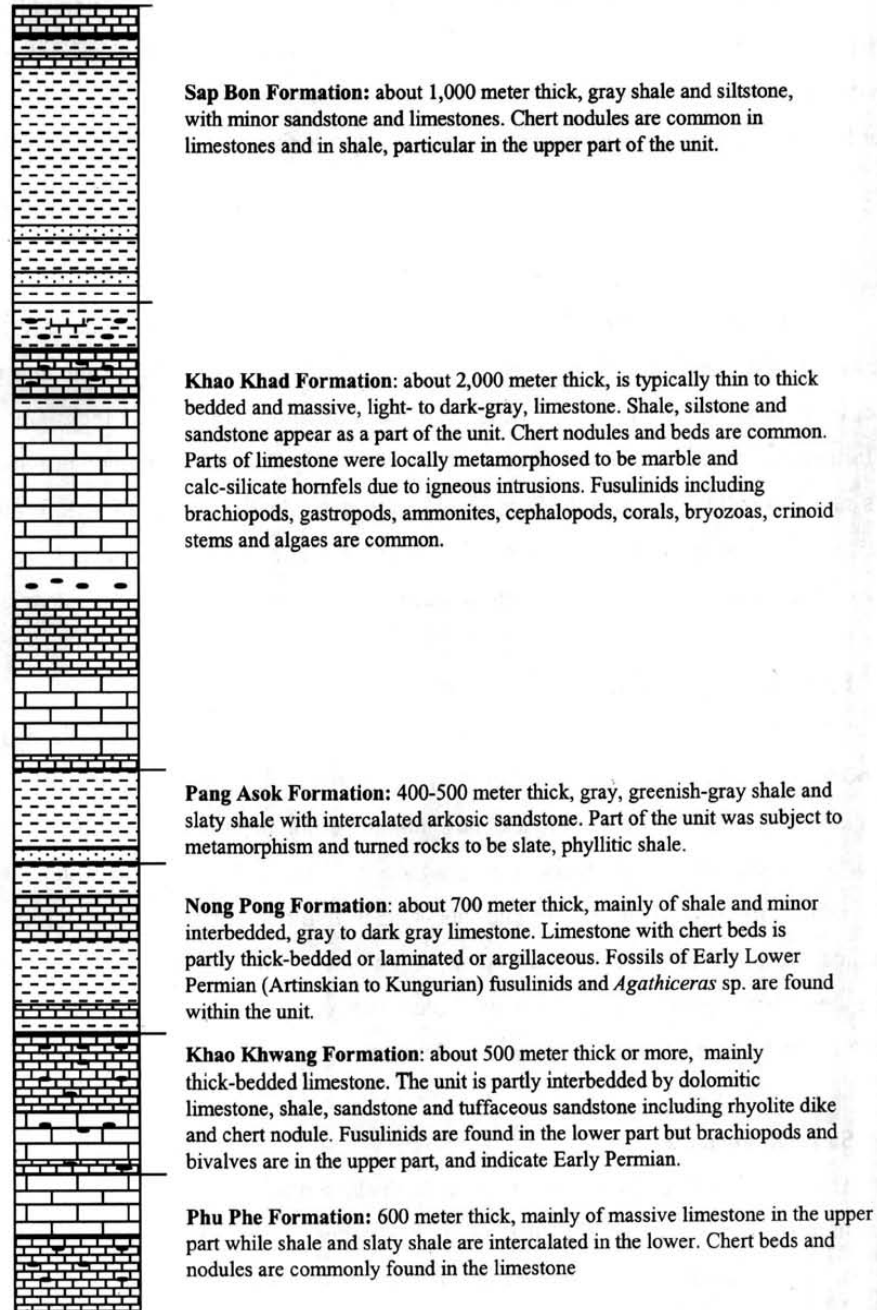 Sap Bon Formation: about 1,000 meter thick, gray shale and siltstone,
with minor sandstone and limestones. Chert nodules are common in
limestones and in shale, particular in the upper part of the unit.
Khao Khad Formation: about 2,000 meter thick, is typically thin to thick
bedded and massive, light- to dark-gray, limestone. Shale, silstone and
sandstone appear as a part of the unit. Chert nodules and beds are common.
Parts of limestone were locally metamorphosed to be marble and
calc-silicate hornfels due to igneous intrusions. Fusulinids including
brachiopods, gastropods, ammonites, cephalopods, corals, bryozoas, crinoid
stems and algaes are common.
Pang Asok Formation: 400-500 meter thick, gray, greenish-gray shale and
slaty shale with intercalated arkosic sandstone. Part of the unit was subject to
metamorphism and turned rocks to be slate, phyllitic shale.
Nong Pong Formation: about 700 meter thick, mainly of shale and minor
interbedded, gray to dark gray limestone. Limestone with chert beds is
partly thick-bedded or laminated or argillaceous. Fossils of Early Lower
Permian (Artinskian to Kungurian) fusulinids and Agathiceras sp. are found
within the unit.
Khao Khwang Formation: about 500 meter thick or more, mainly
thick-bedded limestone. The unit is partly interbedded by dolomitic
limestone, shale, sandstone and tuffaceous sandstone including rhyolite dike
and chert nodule. Fusulinids are found in the lower part but brachiopods and
bivalves are in the upper part, and indicate Early Permian.
Phu Phe Formation: 600 meter thick, mainly of massive limestone in the upper
part while shale and slaty shale are intercalated in the lower. Chert beds and
nodules are commonly found in the limestone